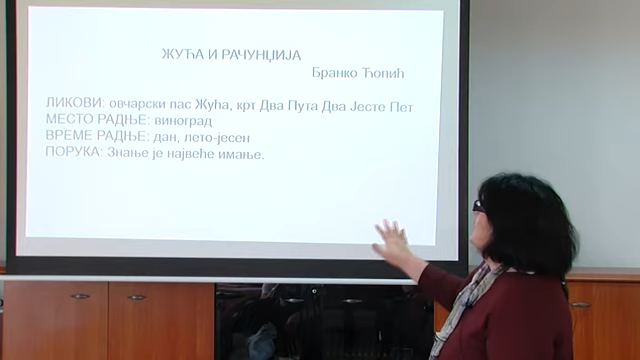 ЖУЋА И РАЧУНЏИЈА
Бранко Ћопић
ЛИКОВИ: овчарски пас Жућа, крт Два Пута Два Јесте Пет
МЕСТО РАДЊЕ: виноград
ВРЕМЕ РАДЊЕ: дан, лето-јесен
ПОРУКА: Знање је највеће имање.